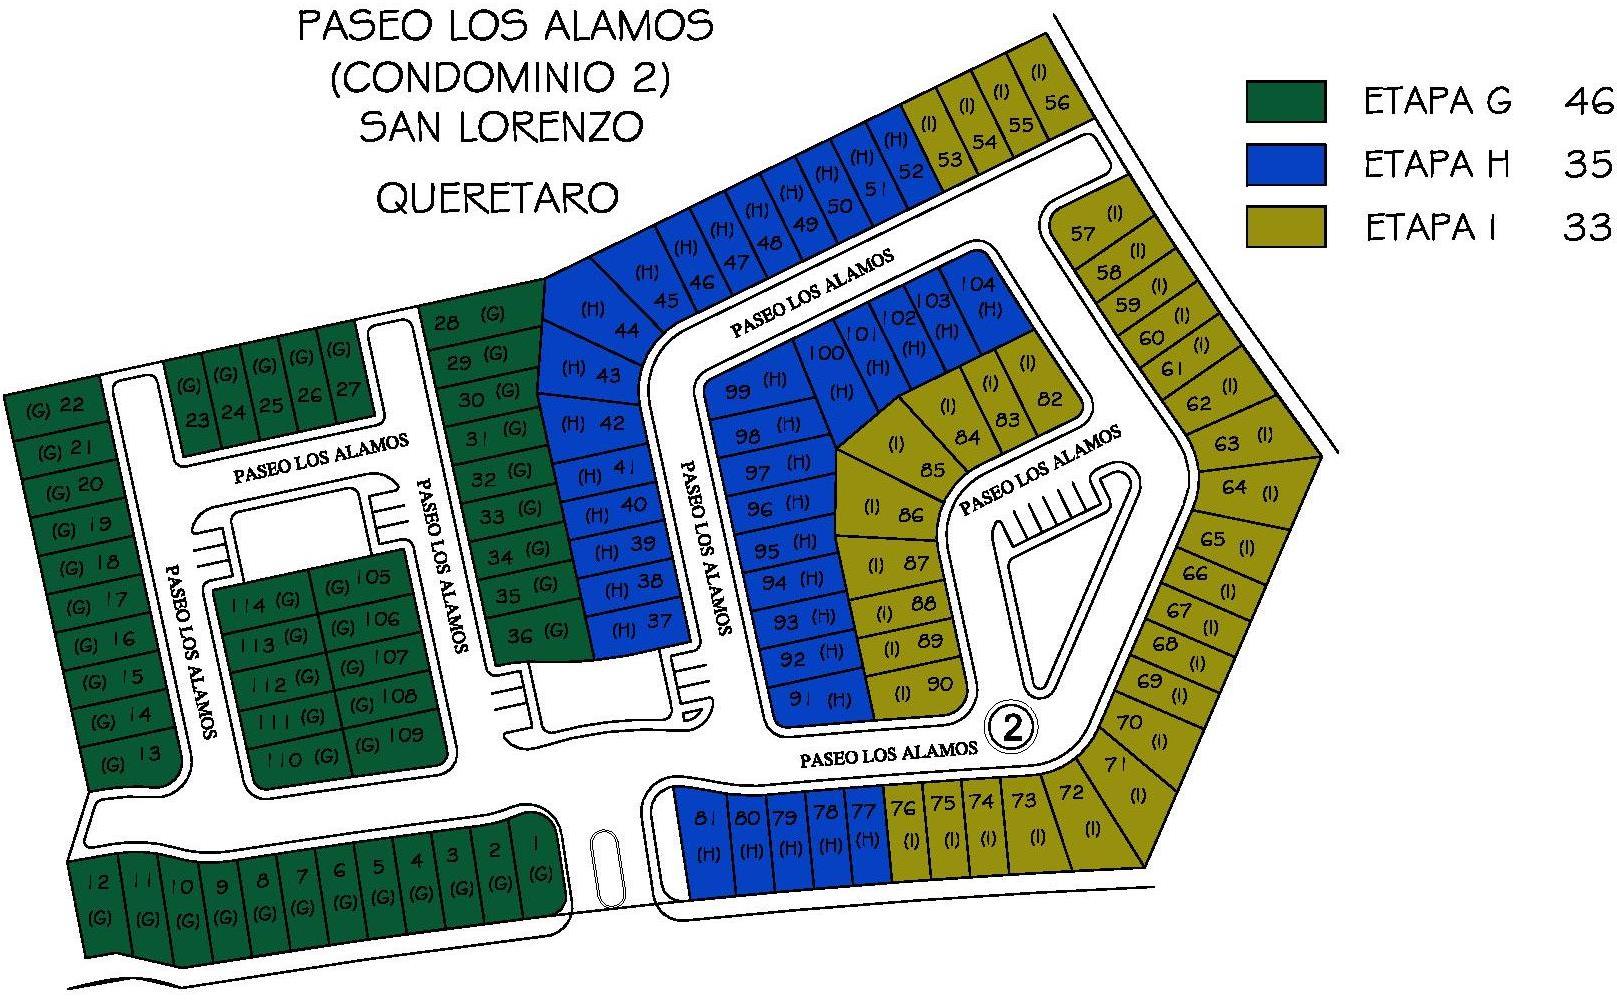 PASEO LOS ALAMOS
(CONDOMINIO 2)
SAN LORENZO
QUERETARO
ETAPA G 46
ETAPA H 35
ETAPA I 33
(I) 56
(I) 55
(I) 54
(I) 53
(H) 52
(H) 51
(H) 50
(H) 49
(H) 48
(H) 47
(H) 46
(H) 45
(H) 44
(H) 43
(H) 42
(H) 41
(H) 40
(H) 39
(H) 38
(H) 37
28 (G)
29 (G)
30 (G)
31 (G)
32 (G)
33 (G)
34 (G)
35 (G)
36 (G)
(G) 23
(G) 24
(G) 25
(G) 26
(G) 27
(G) 22
(G) 21
(G) 20
(G) 19
(G) 18
(G) 17
(G) 16
(G) 15
(G) 14
(G) 13
PASEO LOS ALAMOS
PASEO LOS ALAMOS
PASEO LOS ALAMOS
PASEO LOS ALAMOS
PASEO LOS ALAMOS
PASEO LOS ALAMOS
PASEO LOS ALAMOS
114 (G) (G) 105
113 (G) (G) 106
112 (G) (G) 107
111 (G) (G) 108
110 (G) (G) 109
99 (H)
98 (H)
97 (H)
96 (H)
95 (H)
94 (H)
93 (H)
92 (H)
91 (H)
100 (H)
101 (H)
102 (H)
103 (H)
104 (H)
(I) 82
(I) 83
(I) 84
(I) 85
(I) 86
(I) 87
(I) 88
(I) 89
(I) 90
57 (I)
58 (I)
59 (I)
60 (I)
61 (I)
62 (I)
63 (I)
64 (I)
65 (I)
66 (I)
67 (I)
68 (I)
69 (I)
70 (I)
71 (I)
72 (I)
73 (I)
74 (I)
75 (I)
76 (I)
77 (H)
78 (H)
79 (H)
80 (H)
81 (H)
2
12 (G)
11 (G)
10 (G)
9 (G)
8 (G)
7 (G)
6 (G)
5 (G)
4 (G)
3 (G)
2 (G)
1 (G)